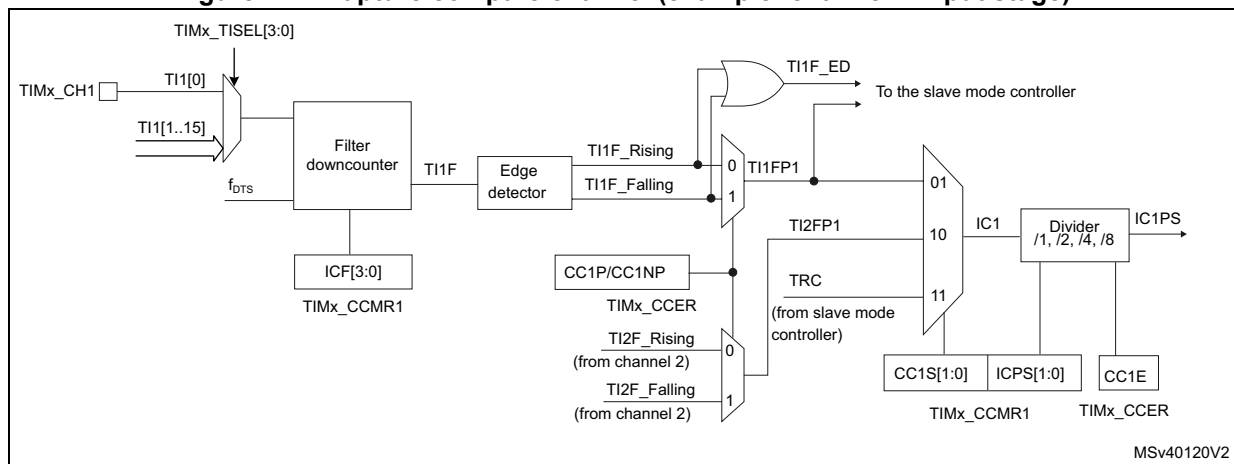 TIMx_TISEL[3:0]
TIMx_CH1
TI1[0]
TI1[1..15]
fDTS
Filter
downcounter
ICF[3:0]
TIMx_CCMR1
TI1F
Edge
detector
TI1F_Rising
TI1F_Falling
TI1F_ED
To the slave mode controller
0
1
TI1FP1
CC1P/CC1NP
TIMx_CCER
TI2F_Rising
(from channel 2)
TI2F_Falling
(from channel 2)
0
1
TI2FP1
TRC
(from slave mode
controller)
01
10
11
IC1
Divider
/1, /2, /4, /8
IC1PS
CC1S[1:0]
ICPS[1:0]
TIMx_CCMR1
CC1E
TIMx_CCER
MSv40120V2